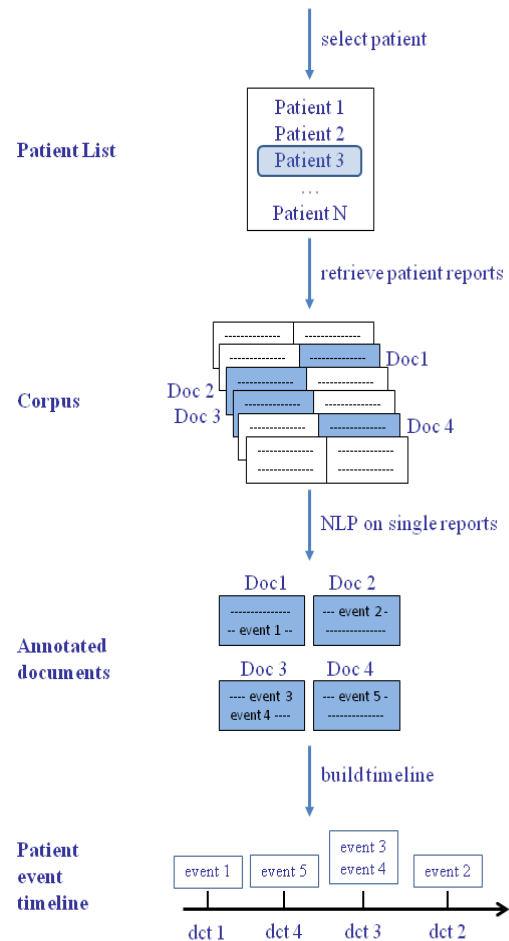 select patient
Patient 1
Patient 2
Patient List
Patient 3
...
Patient N
retrieve patient reports
-------------- --------------
-------------- --------------
Doc1
-------------- --------------
Doc 2
Corpus
-------------- --------------
Doc 3
-------------- --------------
Doc 4
-------------- --------------
-------------- --------------
NLP on single reports
Doc1 Doc 2
--------------- --- event 2 -
-- event 1 -- ---------------
Annotated
documents
Doc 3 Doc 4
---- event 3 --- event 5 -
event 4 ---- --------------
build timeline
Patient
event
timeline
event 1
event 5
event 3
event 4
event 2
dct 1 dct 4 dct 3 dct 2